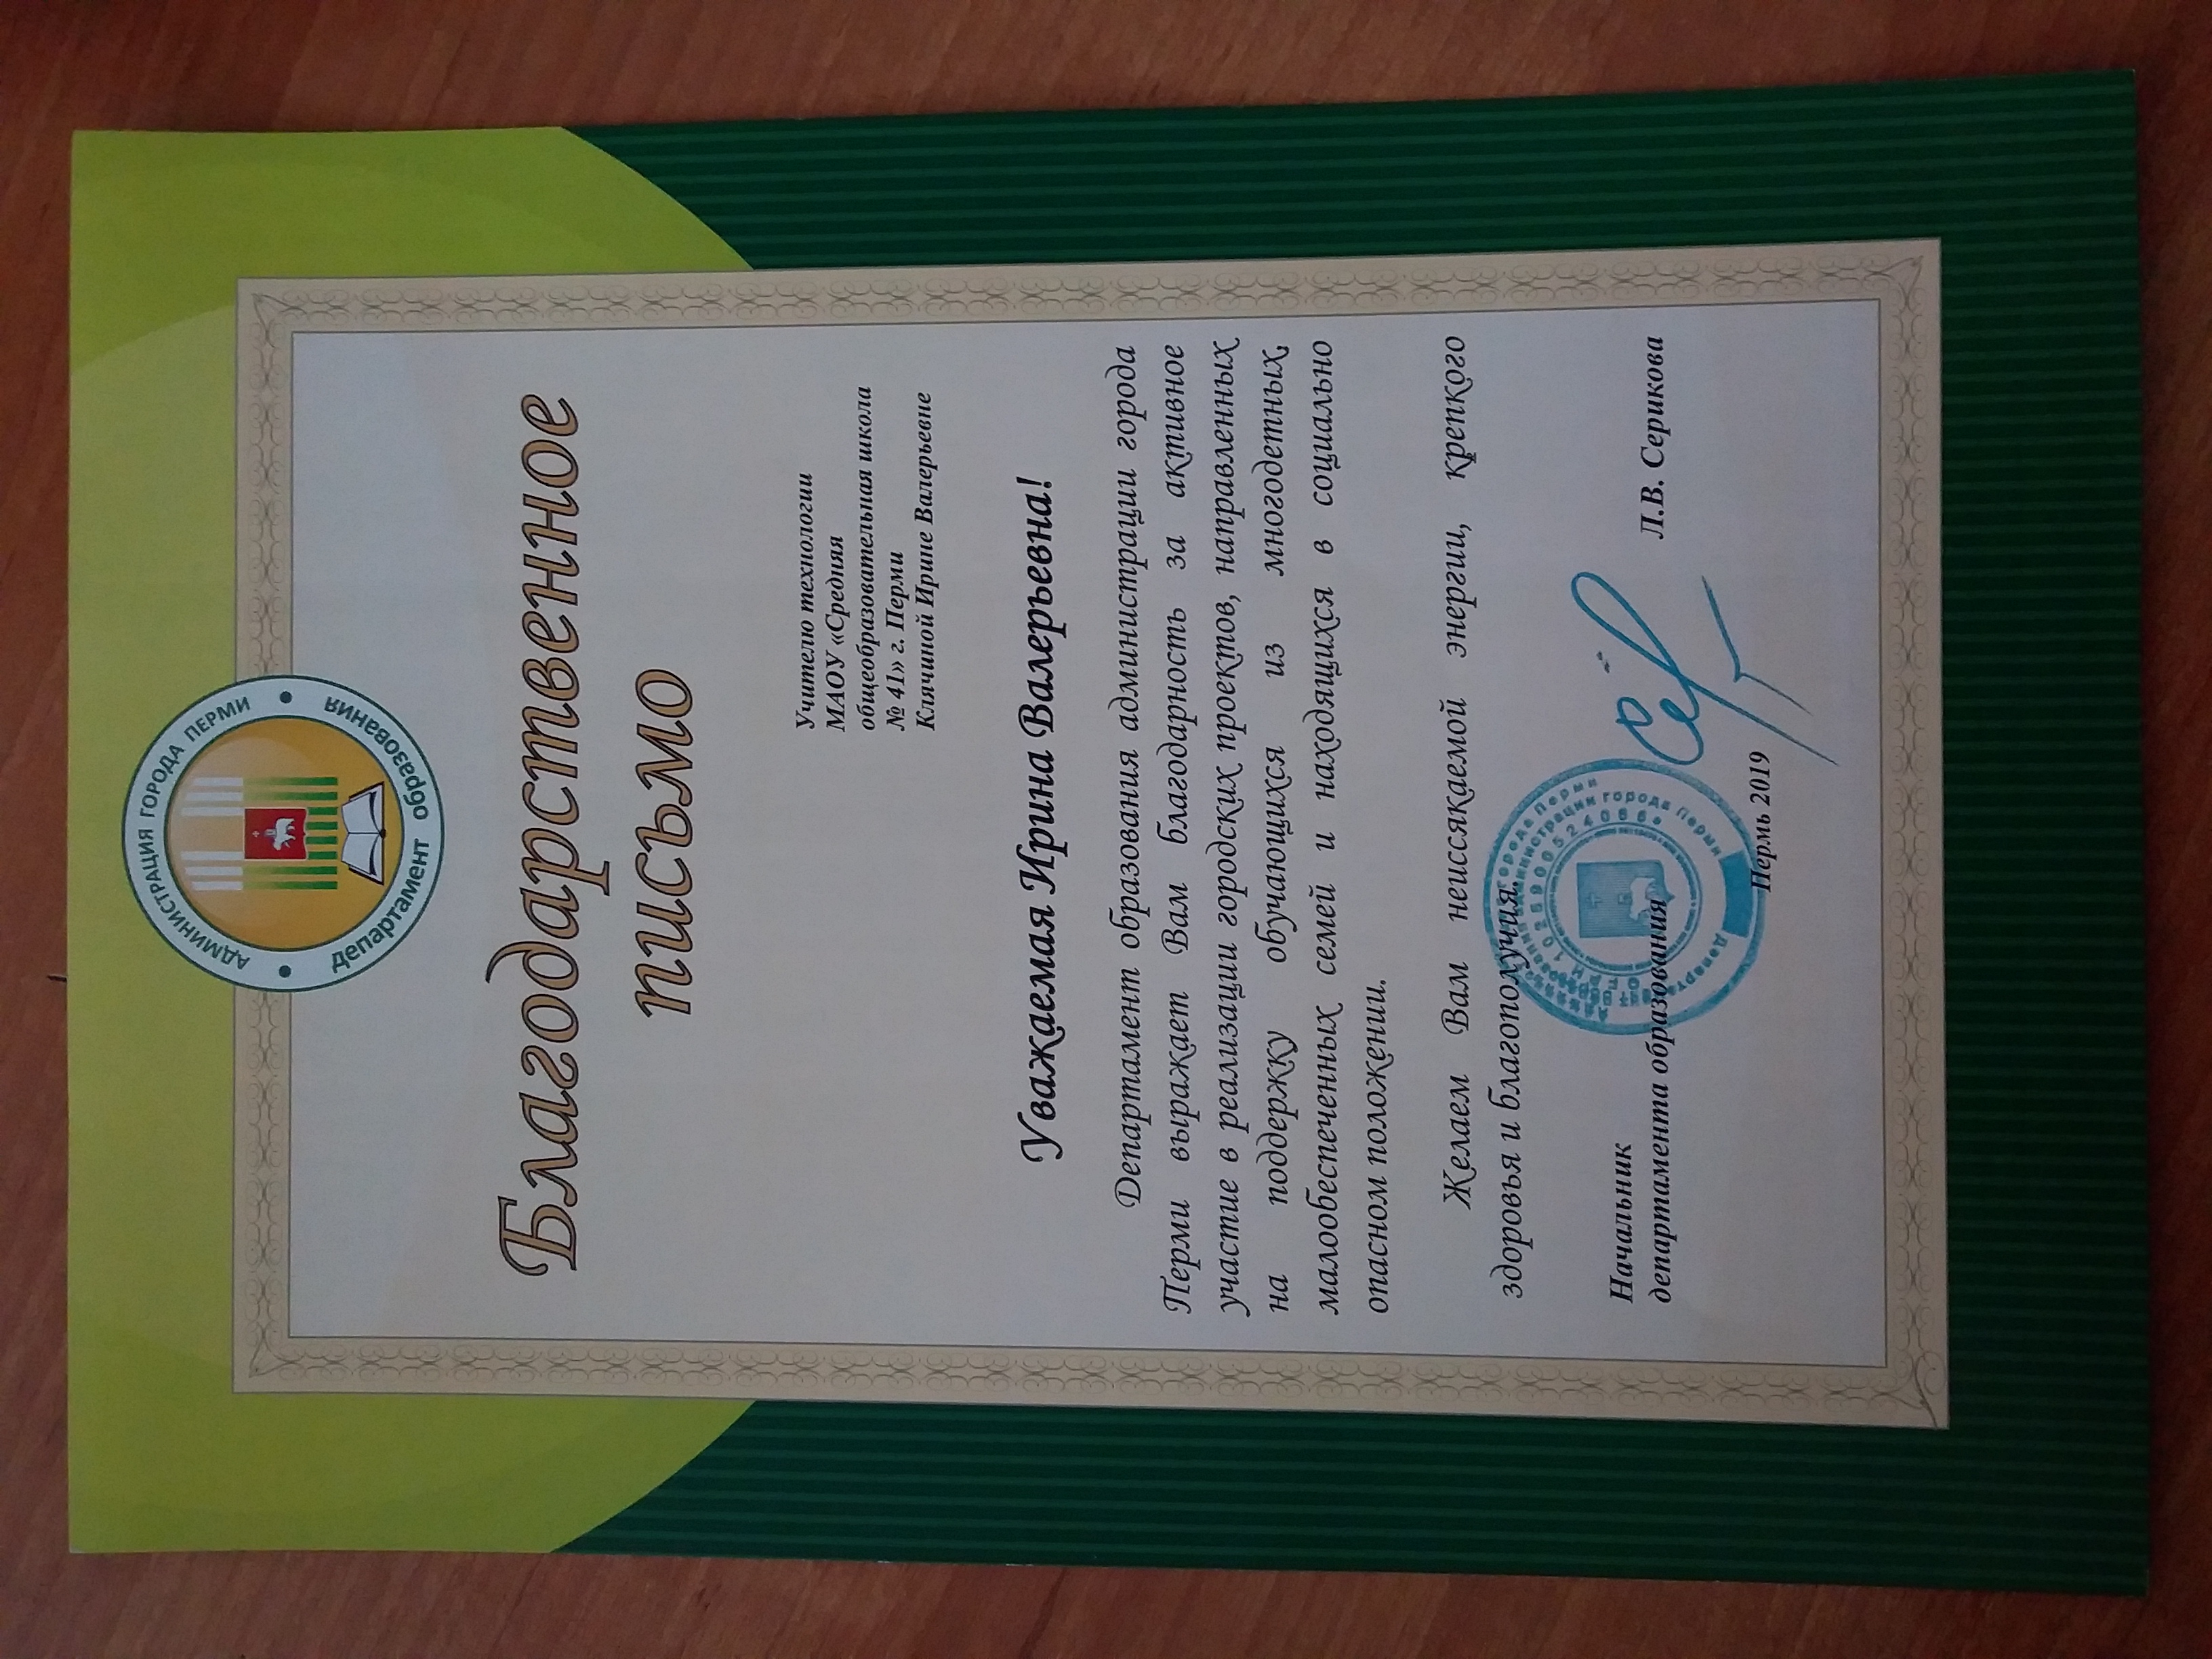 АДМИНИСТРАЦИЯ ГОРОДА ПЕРМИ
департамент образования
Благодарственное
письмо
Учителю технологии
МАОУ «Средняя
общеобразовательная школа
№ 41» г. Перми
Клячиной Ирине Валерьевне
Уважаемая Ирина Валерьевна!
Департамент образования администрации города
Перми выражает Вам благодарность за активное
участие в реализации городских проектов, направленных
на поддержку обучающихся из многодетных,
малообеспеченных семей и находящихся в социально
опасном положении.
Желаем Вам неиссякаемой энергии, крепкого
здоровья и благополучия.
Начальник
департамента образования
Л.В. Серикова
администрации города Перми
Пермь 2019